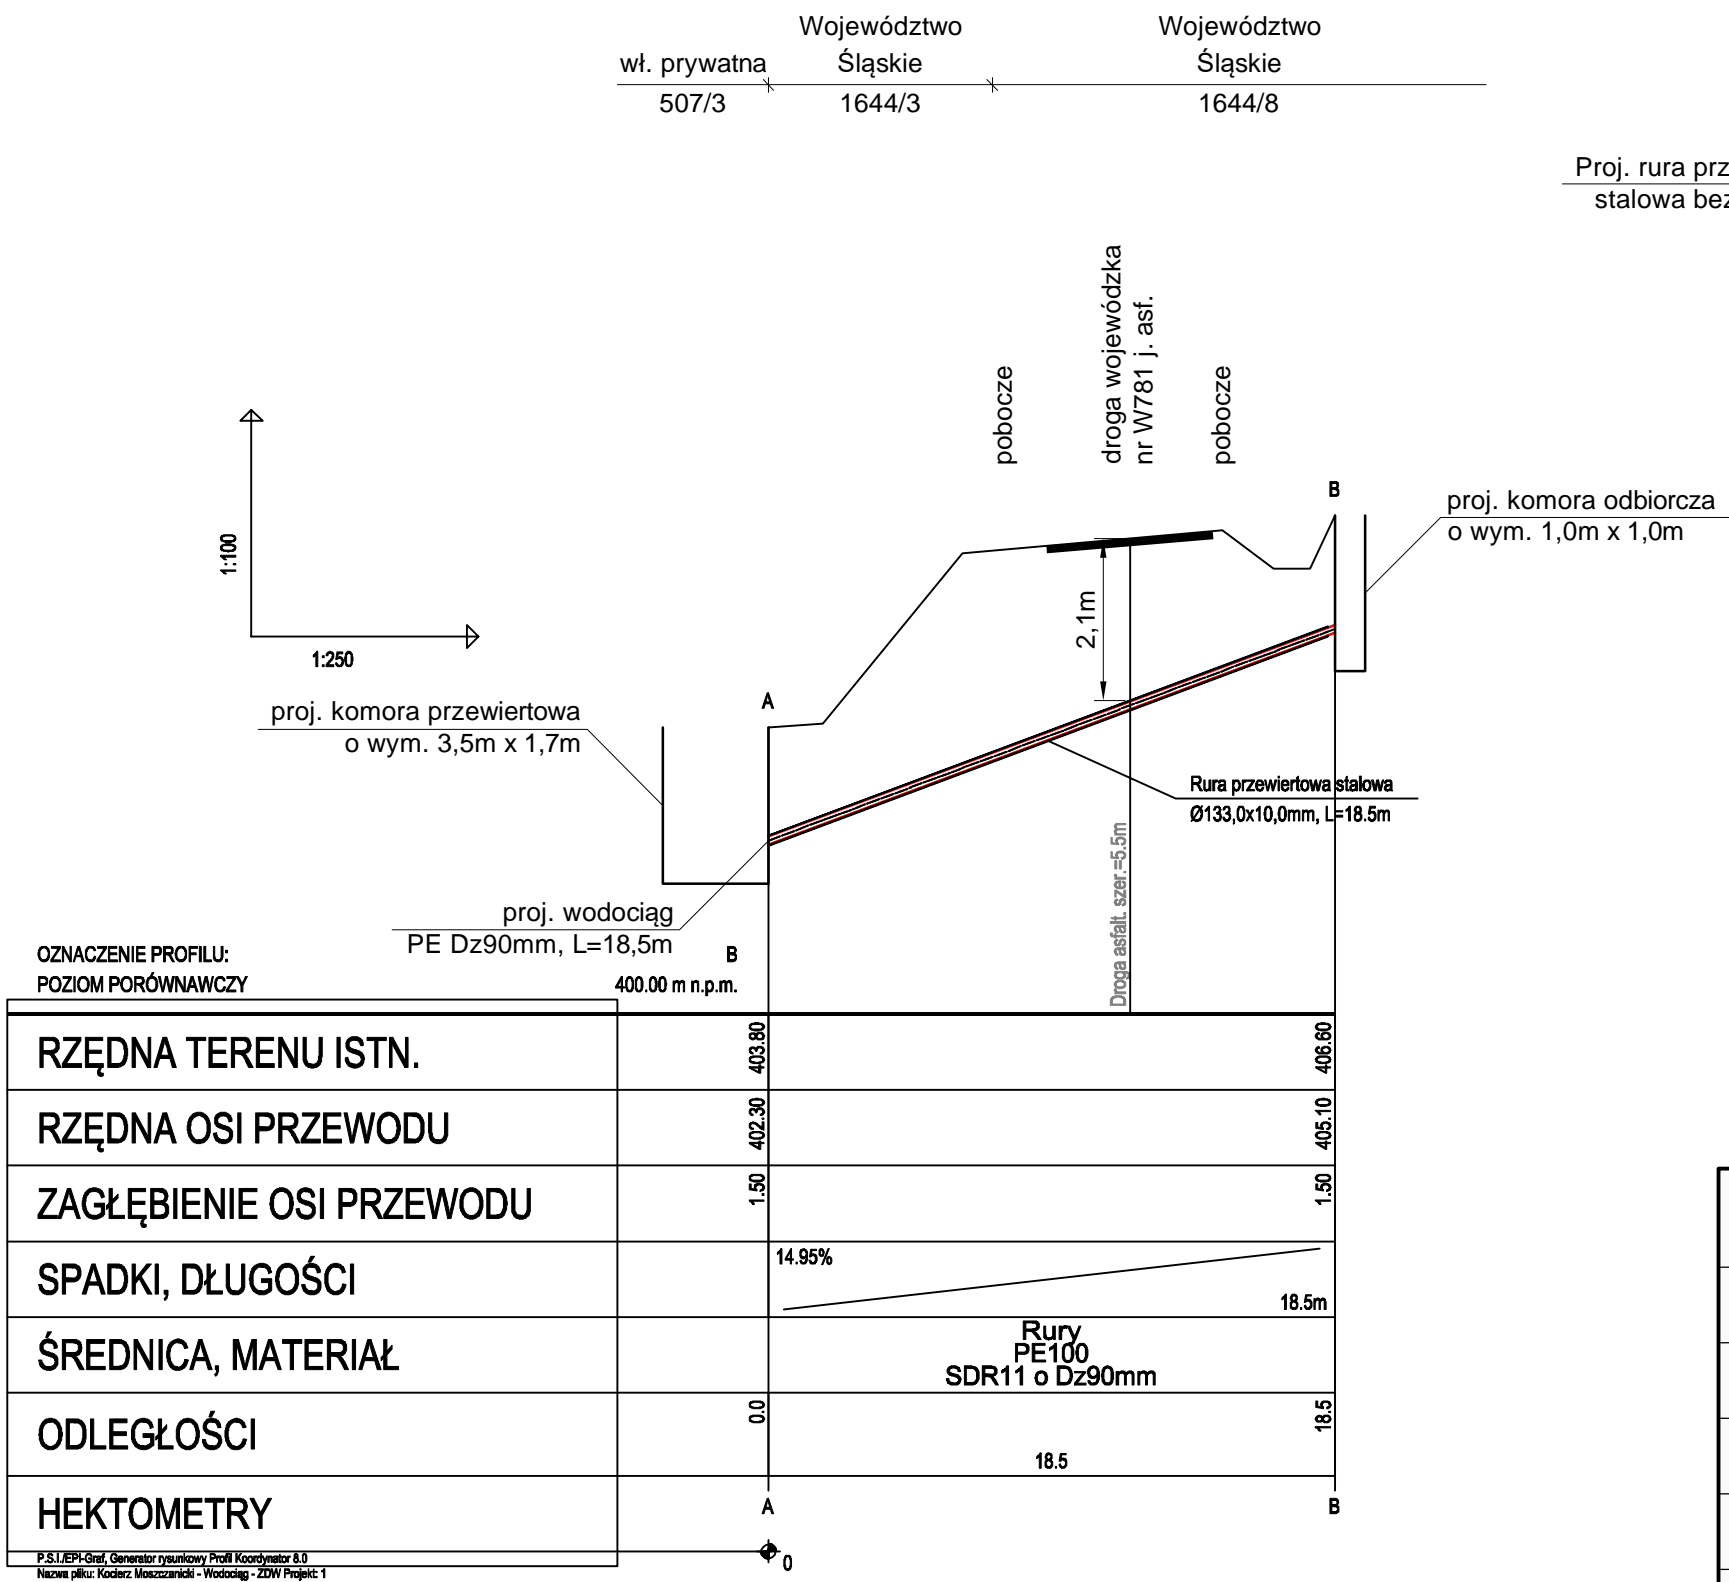 Województwo
Województwo
wł. prywatna
Śląskie
Śląskie
507/3
1644/3
1644/8
Proj. rura prz
stalowa bez
pobocze
droga wojewódzka
nr W781 j. asf.
pobocze
B
proj. komora odbiorcza
o wym. 1,0m x 1,0m
1:100
1:250
2,1m
A
proj. komora przewiertowa
o wym. 3,5m x 1,7m
Rura przewiertowa stalowa
Ø133,0x10,0mm, L=18.5m
Droga asfalt. szer.=5.5m
proj. wodociąg
PE Dz90mm, L=18,5m
OZNACZENIE PROFILU:
B
POZIOM PORÓWNAWCZY
400.00 m n.p.m.
RZĘDNA TERENU ISTN.
403.80
406.60
RZĘDNA OSI PRZEWODU
402.30
405.10
ZAGŁĘBIENIE OSI PRZEWODU
1.50
1.50
SPADKI, DŁUGOŚCI
14.95%
18.5m
ŚREDNICA, MATERIAŁ
Rury
PE100
SDR11 o Dz90mm
ODLEGŁOŚCI
0.0
18.5
18.5
HEKTOMETRY
A
B
0
P.S.I./EPI-Graf, Generator rysunkowy Profil Koordynator 8.0
Nazwa pliku: Kocierz Moszczanicki - Wodociąg - ZDW Projekt: 1